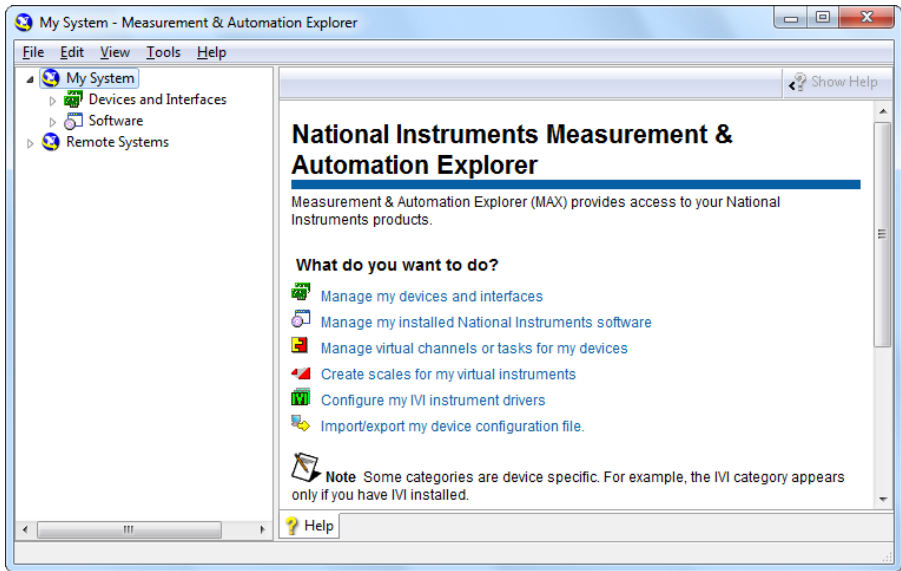 My System - Measurement & Automation Explorer
File Edit View Tools Help
My System
Devices and Interfaces
Software
Remote Systems
Show Help
National Instruments Measurement &
Automation Explorer
Measurement & Automation Explorer (MAX) provides access to your National
Instruments products.
What do you want to do?
Manage my devices and interfaces
Manage my installed National Instruments software
Manage virtual channels or tasks for my devices
Create scales for my virtual instruments
IVI Configure my IVI instrument drivers
Import/export my device configuration file.
Note Some categories are device specific. For example, the IVI category appears
only if you have IVI installed.
Help